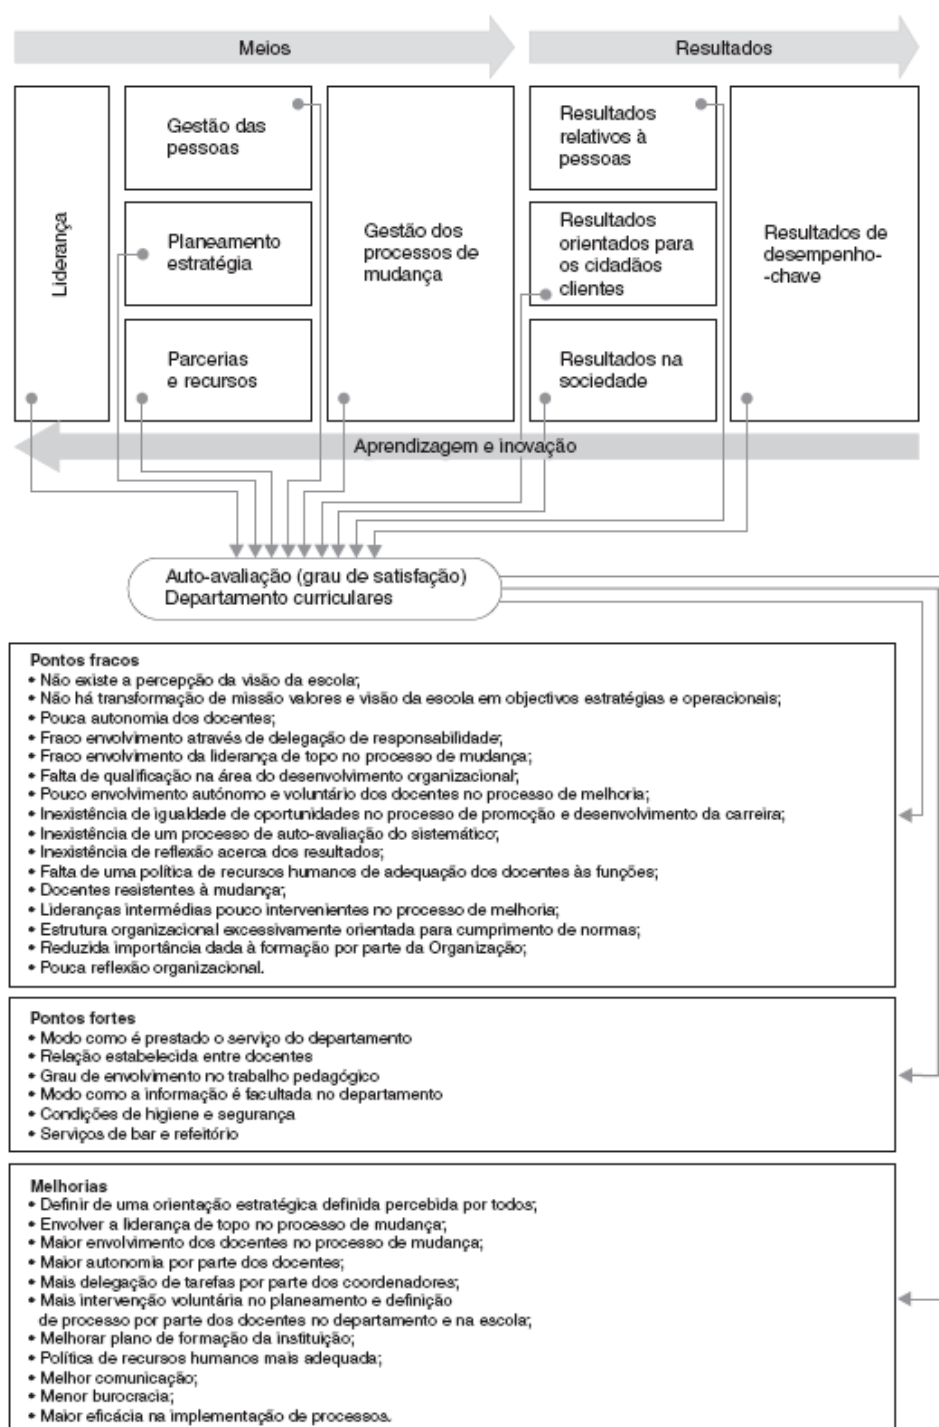 Meios
Resultados
Liderança
Gestão das
pessoas
Planeamento
estratégia
Parcerias
e recursos
Gestão dos
processos de
mudança
Resultados
relativos à
pessoas
Resultados
orientados para
os cidadãos
clientes
Resultados na
sociedade
Resultados de
desempenho-
-chave
Aprendizagem e inovação
Auto-avaliação (grau de satisfação)
Departamento curriculares
Pontos fracos
• Não existe a percepção da visão da escola;
• Não há transformação de missão valores e visão da escola em objectivos estratégias e operacionais;
• Pouca autonomia dos docentes;
• Fraco envolvimento através de delegação de responsabilidade;
• Fraco envolvimento da liderança de topo no processo de mudança;
• Falta de qualificação na área do desenvolvimento organizacional;
• Pouco envolvimento autónomo e voluntário dos docentes no processo de melhoria;
• Inexistência de igualdade de oportunidades no processo de promoção e desenvolvimento da carreira;
• Inexistência de um processo de auto-avaliação do sistemático;
• Inexistência de reflexão acerca dos resultados;
• Falta de uma política de recursos humanos de adequação dos docentes às funções;
• Docentes resistentes à mudança;
• Lideranças intermédias pouco intervenientes no processo de melhoria;
• Estrutura organizacional excessivamente orientada para cumprimento de normas;
• Reduzida importância dada à formação por parte da Organização;
• Pouca reflexão organizacional.
Pontos fortes
• Modo como é prestado o serviço do departamento
• Relação estabelecida entre docentes
• Grau de envolvimento no trabalho pedagógico
• Modo como a informação é facultada no departamento
• Condições de higiene e segurança
• Serviços de bar e refeitório
Melhorias
• Definir de uma orientação estratégica definida percebida por todos;
• Envolver a liderança de topo no processo de mudança;
• Maior envolvimento dos docentes no processo de mudança;
• Maior autonomia por parte dos docentes;
• Mais delegação de tarefas por parte dos coordenadores;
• Mais intervenção voluntária no planeamento e definição
de processo por parte dos docentes no departamento e na escola;
• Melhorar plano de formação da instituição;
• Política de recursos humanos mais adequada;
• Melhor comunicação;
• Menor burocracia;
• Maior eficácia na implementação de processos.